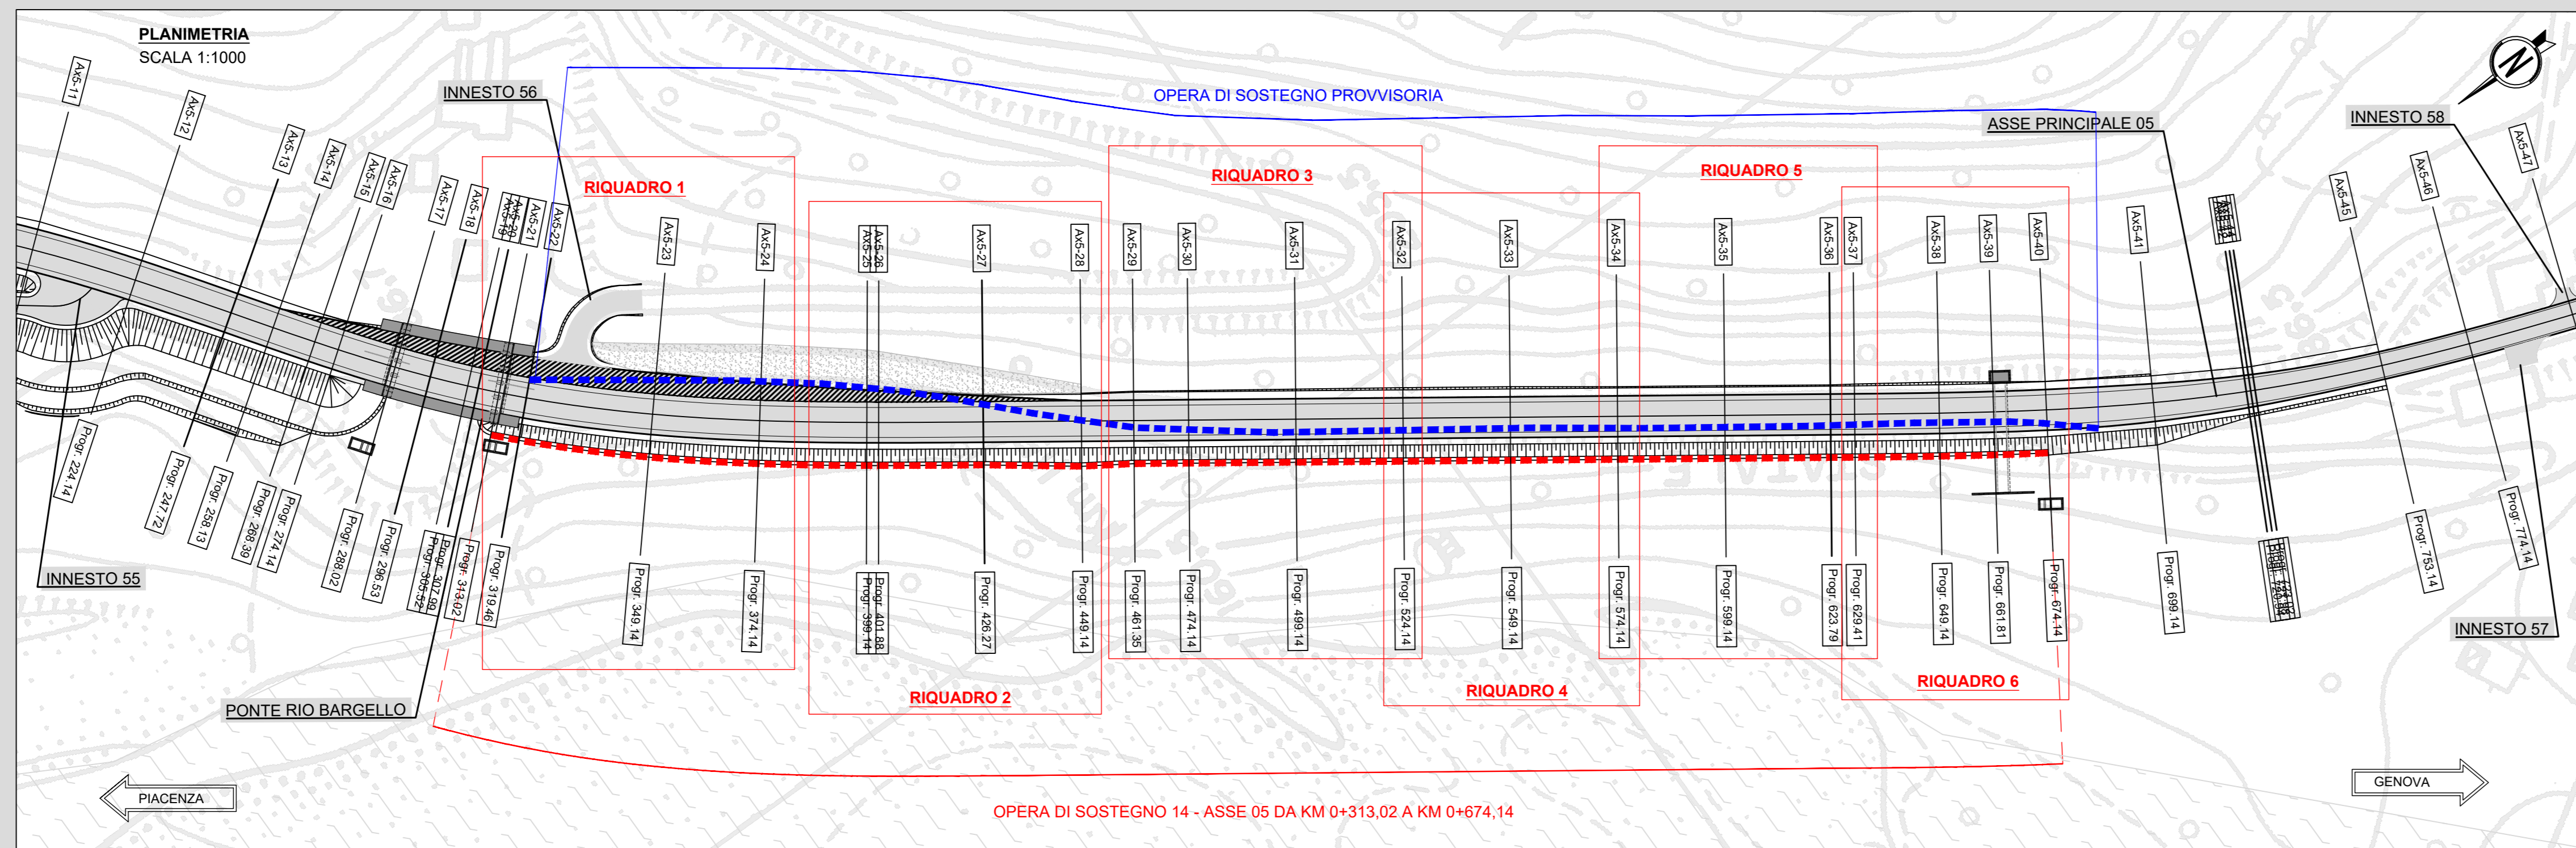 PLANIMETRIA
SCALA 1:1000
INNESTO 56
OPERA DI SOSTEGNO PROVVISORIA
ASSE PRINCIPALE 05
INNESTO 58
N
RIQUADRO 1
RIQUADRO 3
RIQUADRO 5
Ax5-11
Ax5-12
Ax5-13
Ax5-14
Ax5-15
Ax5-16
Ax5-17
Ax5-18
Ax5-19
Ax5-20
Ax5-21
Ax5-22
Ax5-23
Ax5-24
Ax5-25
Ax5-26
Ax5-27
Ax5-28
Ax5-29
Ax5-30
Ax5-31
Ax5-32
Ax5-33
Ax5-34
Ax5-35
Ax5-36
Ax5-37
Ax5-38
Ax5-39
Ax5-40
Ax5-41
Ax5-45
Ax5-46
Ax5-47
Progr. 224.14
Progr. 247.72
Progr. 258.13
Progr. 268.39
Progr. 274.14
Progr. 288.02
Progr. 296.53
Progr. 305.52
Progr. 307.99
Progr. 313.02
Progr. 319.46
Progr. 349.14
Progr. 374.14
Progr. 399.14
Progr. 401.88
Progr. 426.27
Progr. 449.14
Progr. 461.35
Progr. 474.14
Progr. 499.14
Progr. 524.14
Progr. 549.14
Progr. 574.14
Progr. 599.14
Progr. 623.79
Progr. 629.41
Progr. 649.14
Progr. 661.81
Progr. 674.14
Progr. 699.14
Progr. 753.14
Progr. 774.14
INNESTO 55
INNESTO 57
PONTE RIO BARGELLO
RIQUADRO 2
RIQUADRO 4
RIQUADRO 6
PIACENZA
GENOVA
OPERA DI SOSTEGNO 14 - ASSE 05 DA KM 0+313,02 A KM 0+674,14